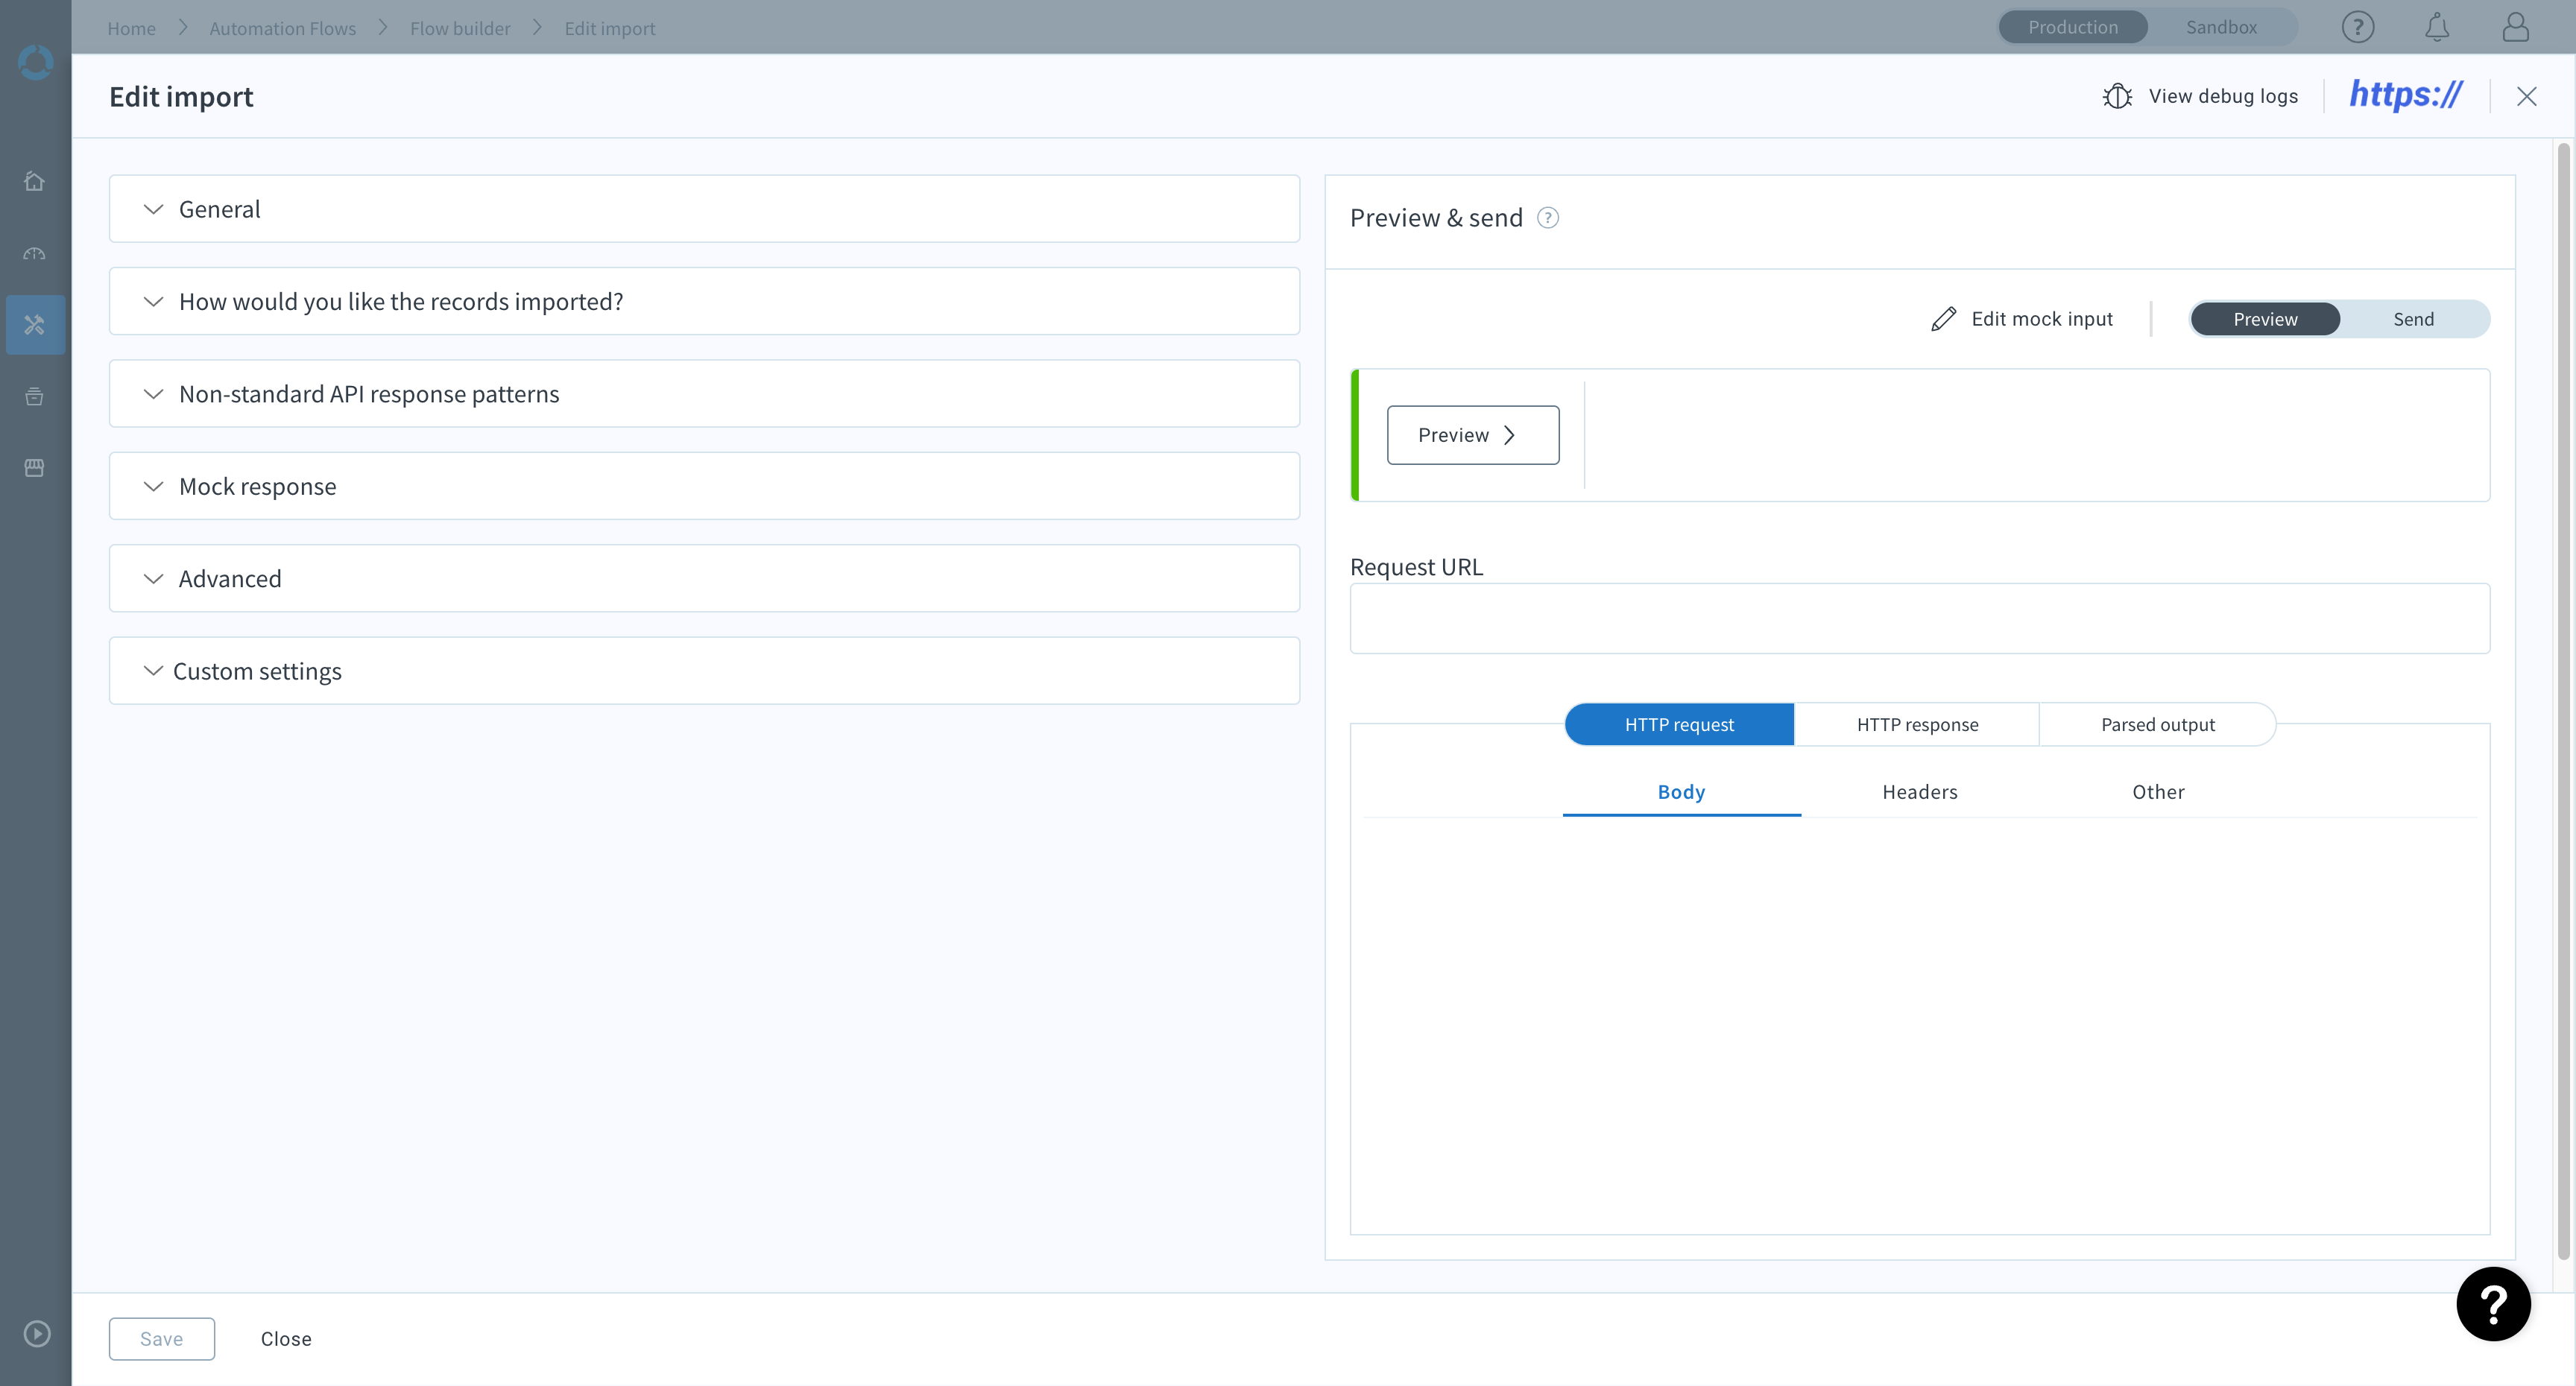 Home Automation Flows Flow builder Edit import Production Sandbox ?
Edit import View debug logs https://
General
How would you like the records imported?
Non-standard API response patterns
Mock response
Advanced
Custom settings
Preview & send ?
Edit mock input Preview Send
Preview
Request URL
HTTP request HTTP response Parsed output
Body Headers Other
Save Close ?